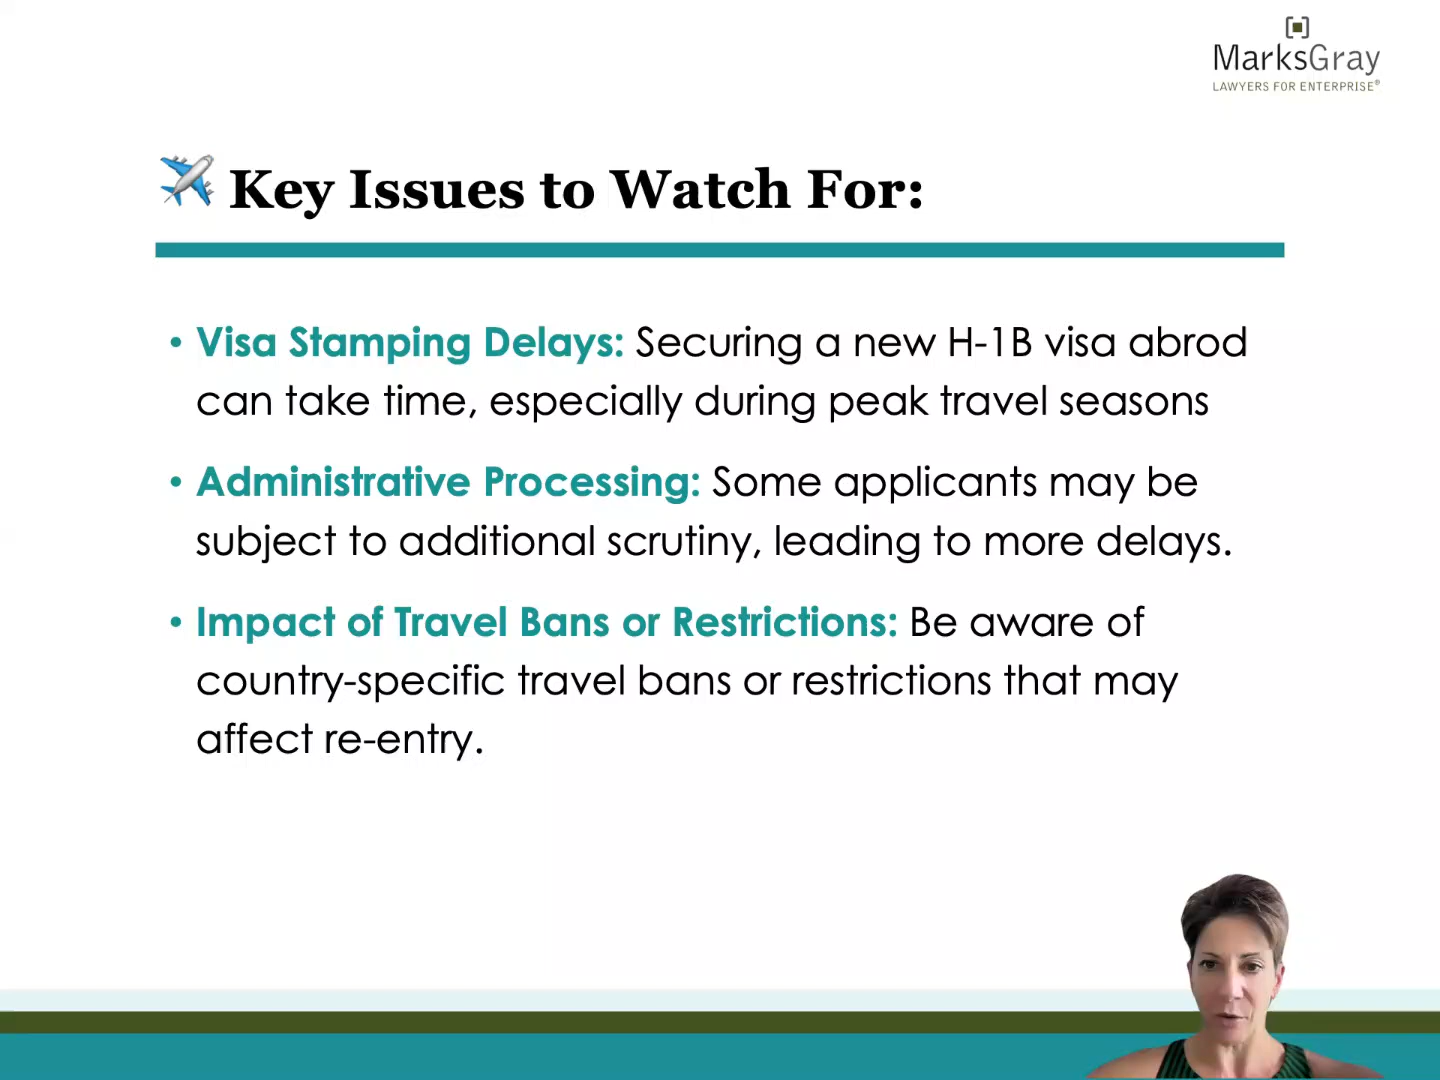 MarksGray
LAWYERS FOR ENTERPRISE®
Key Issues to Watch For:
• Visa Stamping Delays: Securing a new H-1B visa abrod
can take time, especially during peak travel seasons
• Administrative Processing: Some applicants may be
subject to additional scrutiny, leading to more delays.
• Impact of Travel Bans or Restrictions: Be aware of
country-specific travel bans or restrictions that may
affect re-entry.